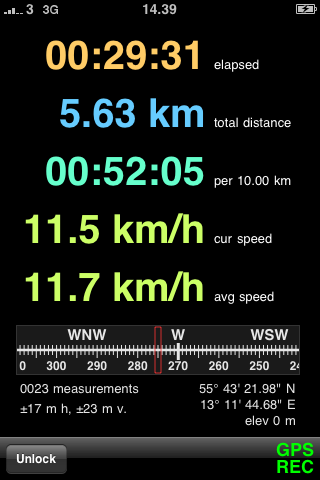 3 3G 14.39
00:29:31 elapsed
5.63 km total distance
00:52:05 per 10.00 km
11.5 km/h cur speed
11.7 km/h avg speed
WNW W WSW
0 300 290 280 270 260 250 24
0023 measurements 55° 43' 21.98" N
±17 m h, ±23 m v. 13° 11' 44.68" E
elev 0 m
Unlock GPS
REC